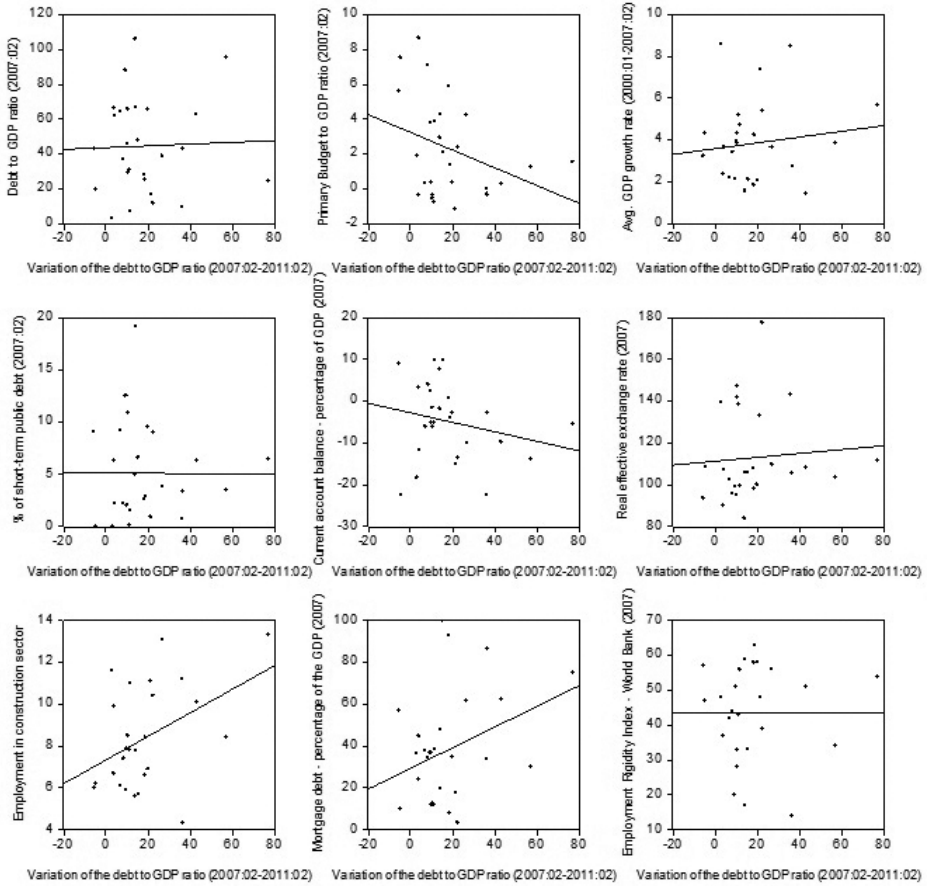 120
100
80
60
40
20
0
Debt to GDP ratio (2007:02)
-20 0 20 40 60 80
Variation of the debt to GDP ratio (2007:02-2011:02)
10
8
6
4
2
0
-2
Primary Budget to GDP ratio (2007:02)
-20 0 20 40 60 80
Variation of the debt to GDP ratio (2007:02-2011:02)
10
8
6
4
2
0
Avg. GDP growth rate (2000:01-2007:02)
-20 0 20 40 60 80
Variation of the debt to GDP ratio (2007:02-2011:02)
20
15
10
5
0
% of short-term public debt (2007:02)
-20 0 20 40 60 80
Variation of the debt to GDP ratio (2007:02-2011:02)
20
10
0
-10
-20
-30
Current account balance - percentage of GDP (2007)
-20 0 20 40 60 80
Variation of the debt to GDP ratio (2007:02-2011:02)
180
160
140
120
100
80
Real effective exchange rate (2007)
-20 0 20 40 60 80
Variation of the debt to GDP ratio (2007:02-2011:02)
14
12
10
8
6
4
Employment in construction sector
-20 0 20 40 60 80
Variation of the debt to GDP ratio (2007:02-2011:02)
100
80
60
40
20
0
Mortgage debt - percentage of the GDP (2007)
-20 0 20 40 60 80
Variation of the debt to GDP ratio (2007:02-2011:02)
70
60
50
40
30
20
10
Employment Rigidity Index - World Bank (2007)
-20 0 20 40 60 80
Variation of the debt to GDP ratio (2007:02-2011:02)